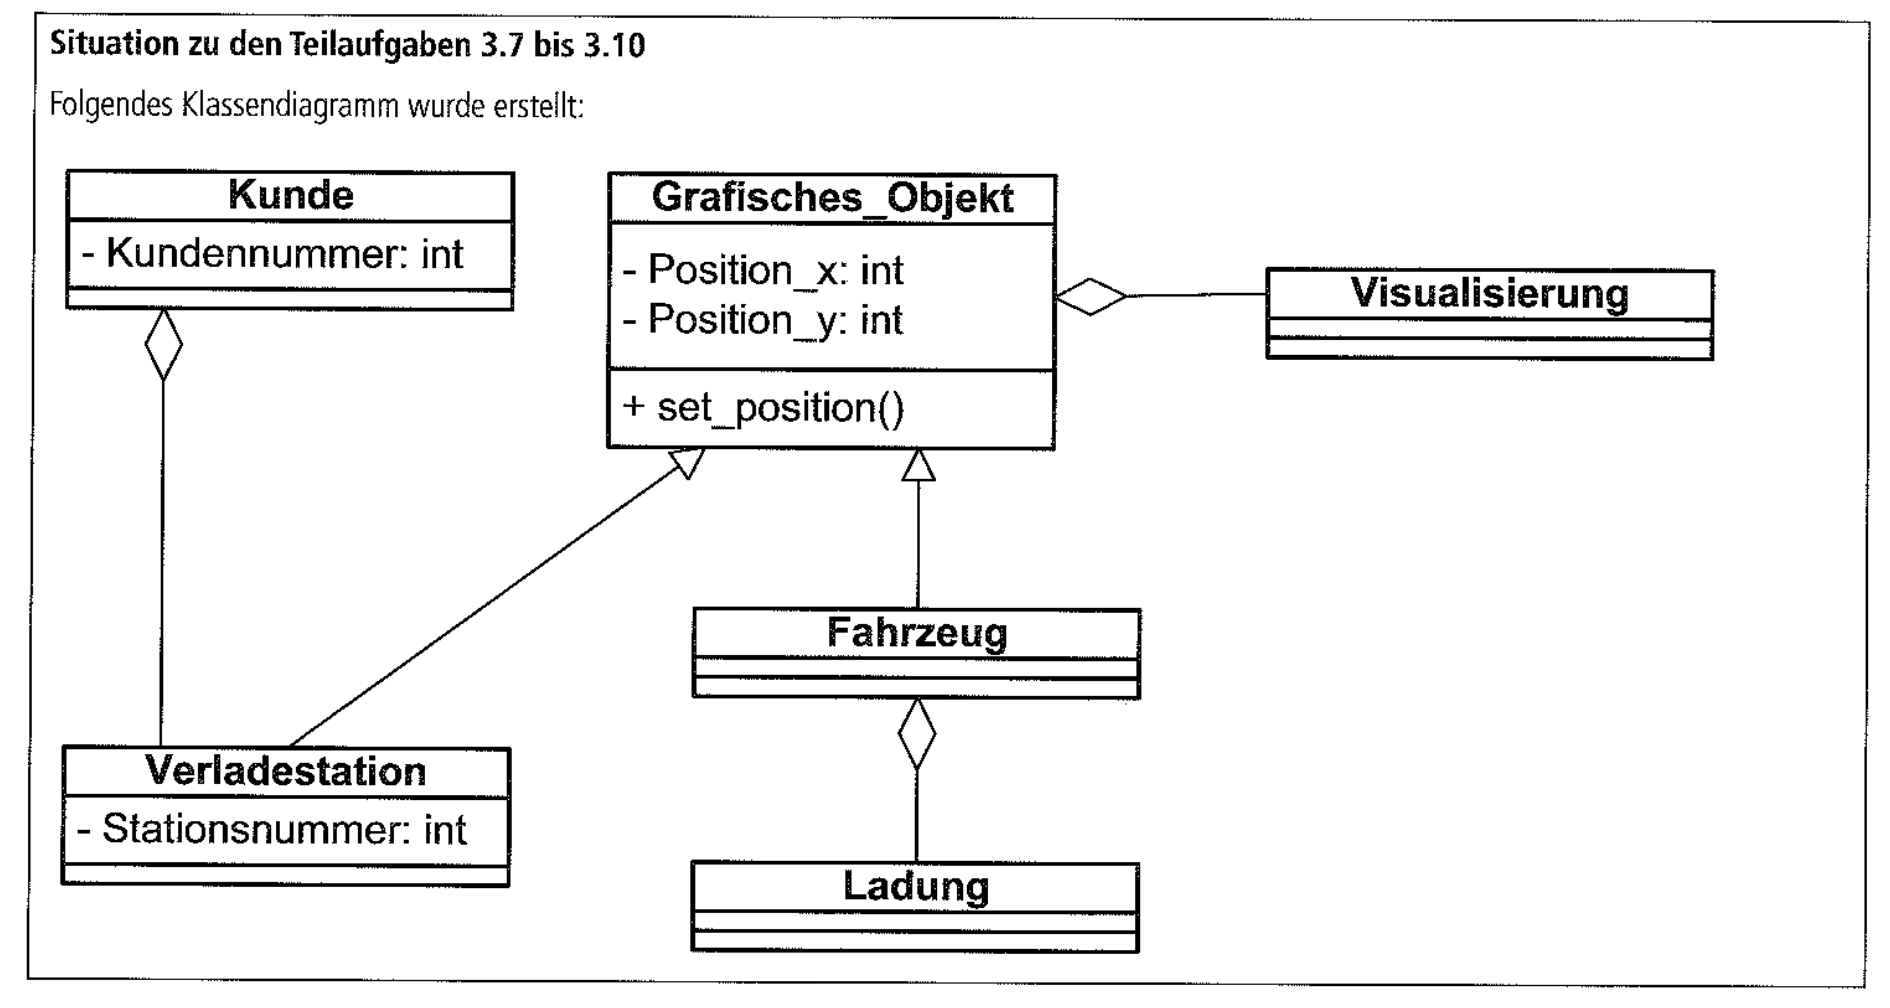 Situation zu den Teilaufgaben 3.7 bis 3.10
Folgendes Klassendiagramm wurde erstellt:
Kunde
- Kundennummer: int
Grafisches_Objekt
- Position_x: int
- Position_y: int
+ set_position()
Visualisierung
Fahrzeug
Verladestation
- Stationsnummer: int
Ladung